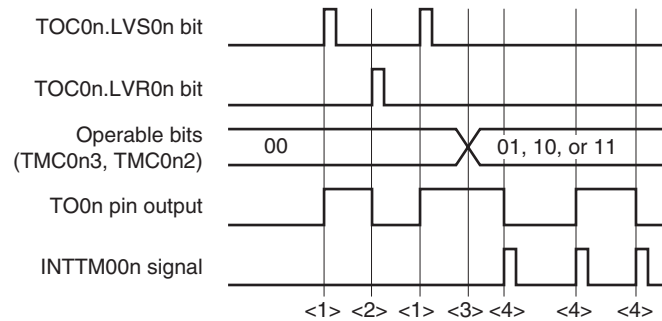 TOC0n.LVS0n bit
TOC0n.LVR0n bit
Operable bits
(TMC0n3, TMC0n2)
00
01, 10, or 11
TO0n pin output
INTTM00n signal
<1> <2> <1> <3> <4> <4> <4>